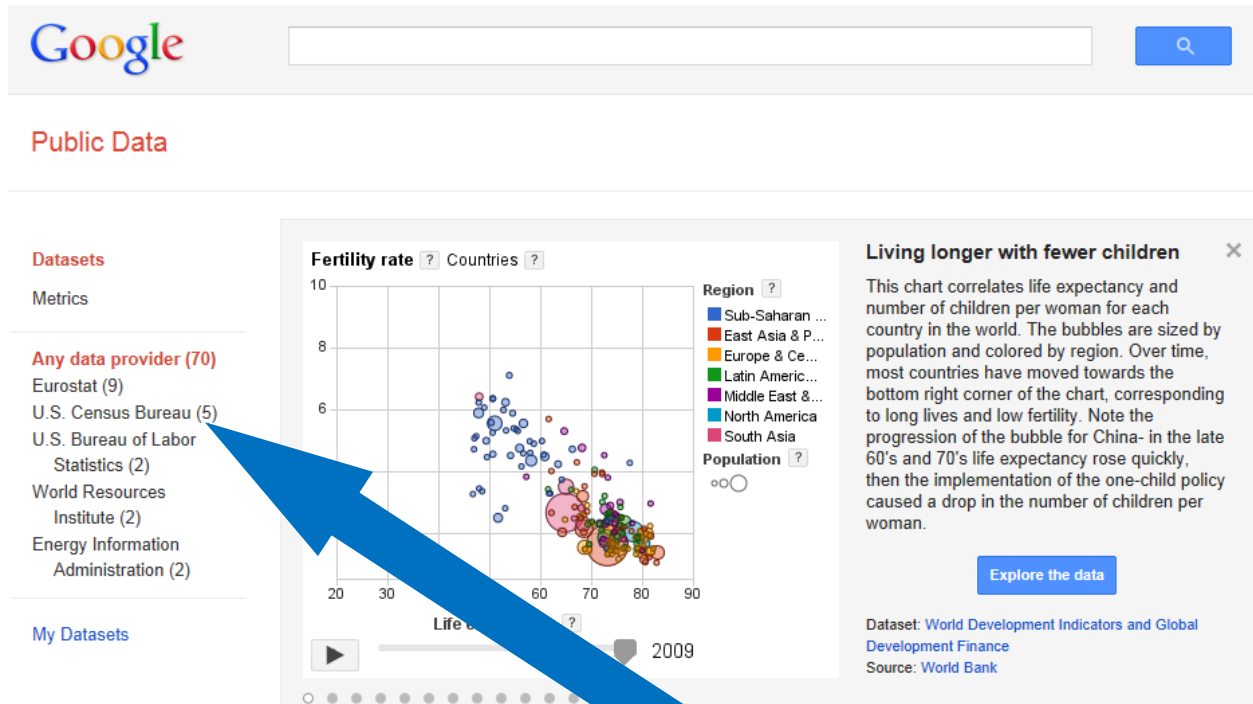 Google
Public Data
Datasets
Metrics
Any data provider (70)
Eurostat (9)
U.S. Census Bureau (5)
U.S. Bureau of Labor
Statistics (2)
World Resources
Institute (2)
Energy Information
Administration (2)
My Datasets
Fertility rate ? Countries ?
10
8
6
20 30 60 70 80 90
Life ?
2009
Region ?
Sub-Saharan ...
East Asia & P...
Europe & Ce...
Latin Americ...
Middle East &...
North America
South Asia
Population ?
Living longer with fewer children ×
This chart correlates life expectancy and
number of children per woman for each
country in the world. The bubbles are sized by
population and colored by region. Over time,
most countries have moved towards the
bottom right corner of the chart, corresponding
to long lives and low fertility. Note the
progression of the bubble for China- in the late
60's and 70's life expectancy rose quickly,
then the implementation of the one-child policy
caused a drop in the number of children per
woman.
Explore the data
Dataset: World Development Indicators and Global
Development Finance
Source: World Bank